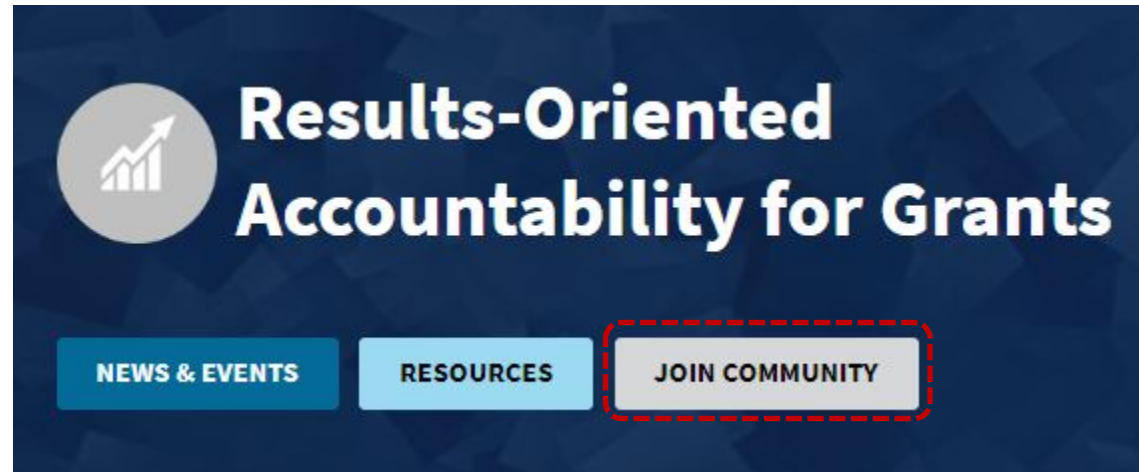 Results-Oriented
Accountability for Grants
NEWS & EVENTS
RESOURCES
JOIN COMMUNITY